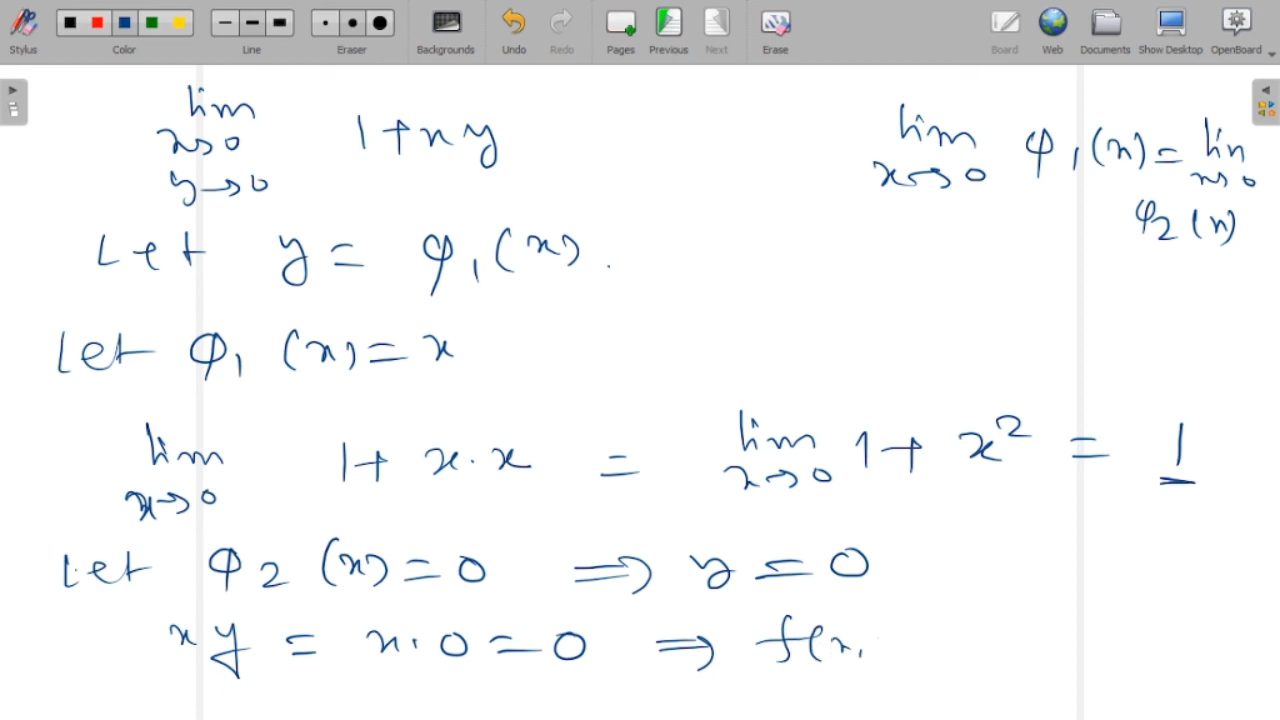 Stylus Color Line Eraser Backgrounds Undo Redo Pages Previous Next Erase Board Web Documents Show Desktop OpenBoard
lim x→0 y→0 1+xy
lim x→0 φ₁(x) = lim x→0
φ₂(x)
Let y = φ₁(x).
Let φ₁(x) = x
lim x→0 1+ x·x = lim x→0 1+ x² = 1
Let φ₂(x) = 0 ⇒ y = 0
xy = x·0 = 0 ⇒ f(x,